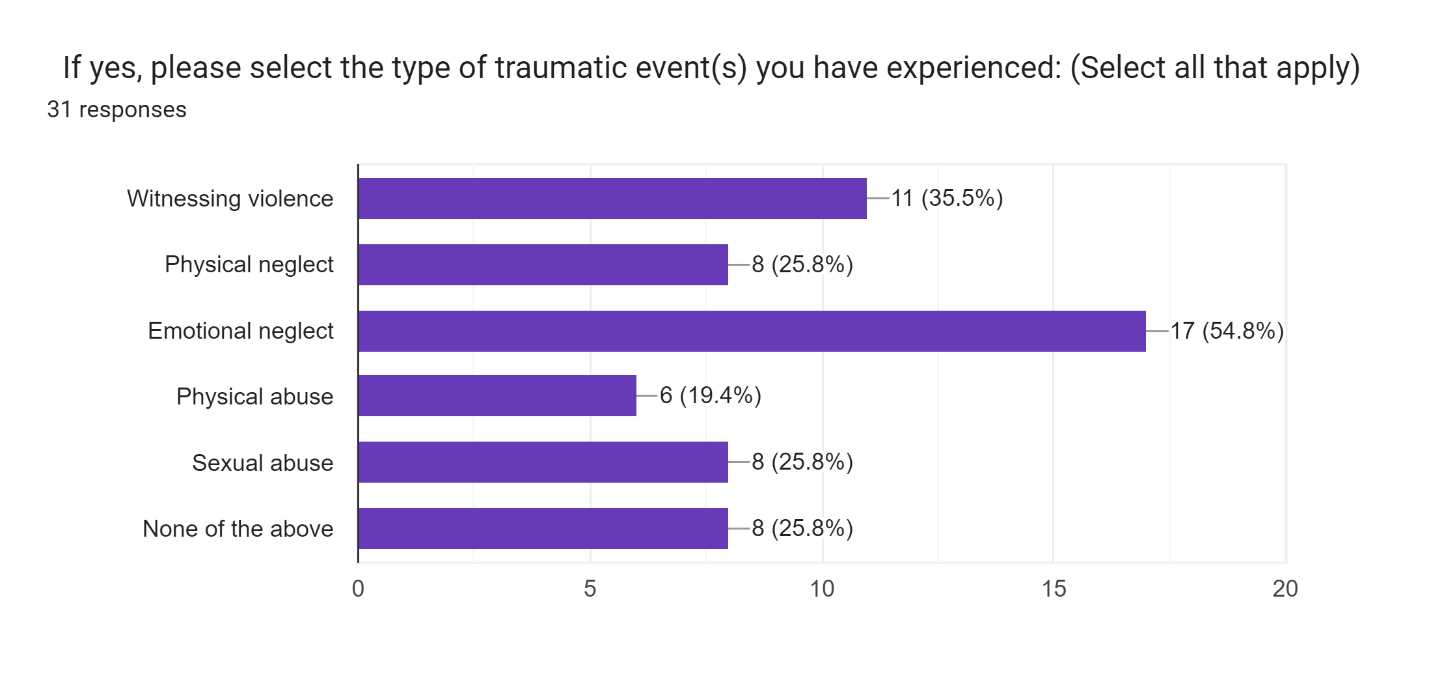 If yes, please select the type of traumatic event(s) you have experienced: (Select all that apply)
31 responses
Witnessing violence 11 (35.5%)
Physical neglect 8 (25.8%)
Emotional neglect 17 (54.8%)
Physical abuse 6 (19.4%)
Sexual abuse 8 (25.8%)
None of the above 8 (25.8%)
0 5 10 15 20